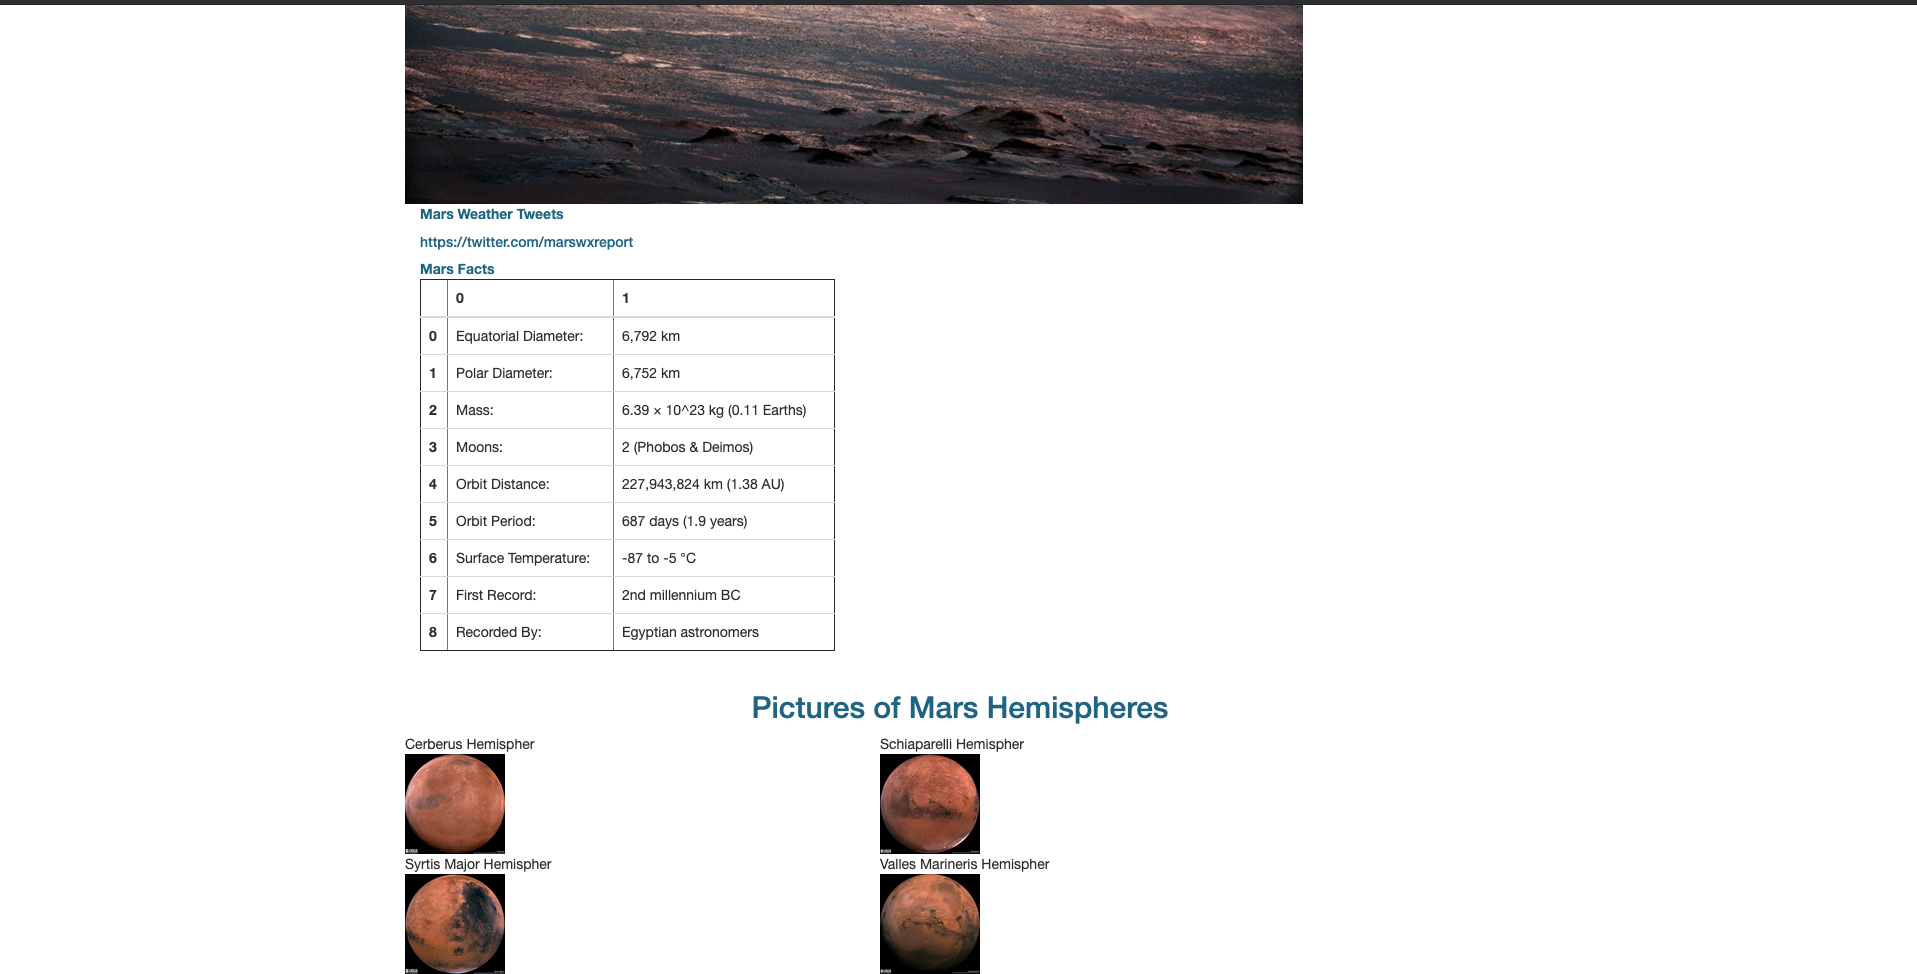 Mars Weather Tweets
https://twitter.com/marswxreport
Mars Facts
0 1
0 Equatorial Diameter: 6,792 km
1 Polar Diameter: 6,752 km
2 Mass: 6.39 × 10^23 kg (0.11 Earths)
3 Moons: 2 (Phobos & Deimos)
4 Orbit Distance: 227,943,824 km (1.38 AU)
5 Orbit Period: 687 days (1.9 years)
6 Surface Temperature: -87 to -5 °C
7 First Record: 2nd millennium BC
8 Recorded By: Egyptian astronomers
Pictures of Mars Hemispheres
Cerberus Hemispher
Schiaparelli Hemispher
Syrtis Major Hemispher
Valles Marineris Hemispher